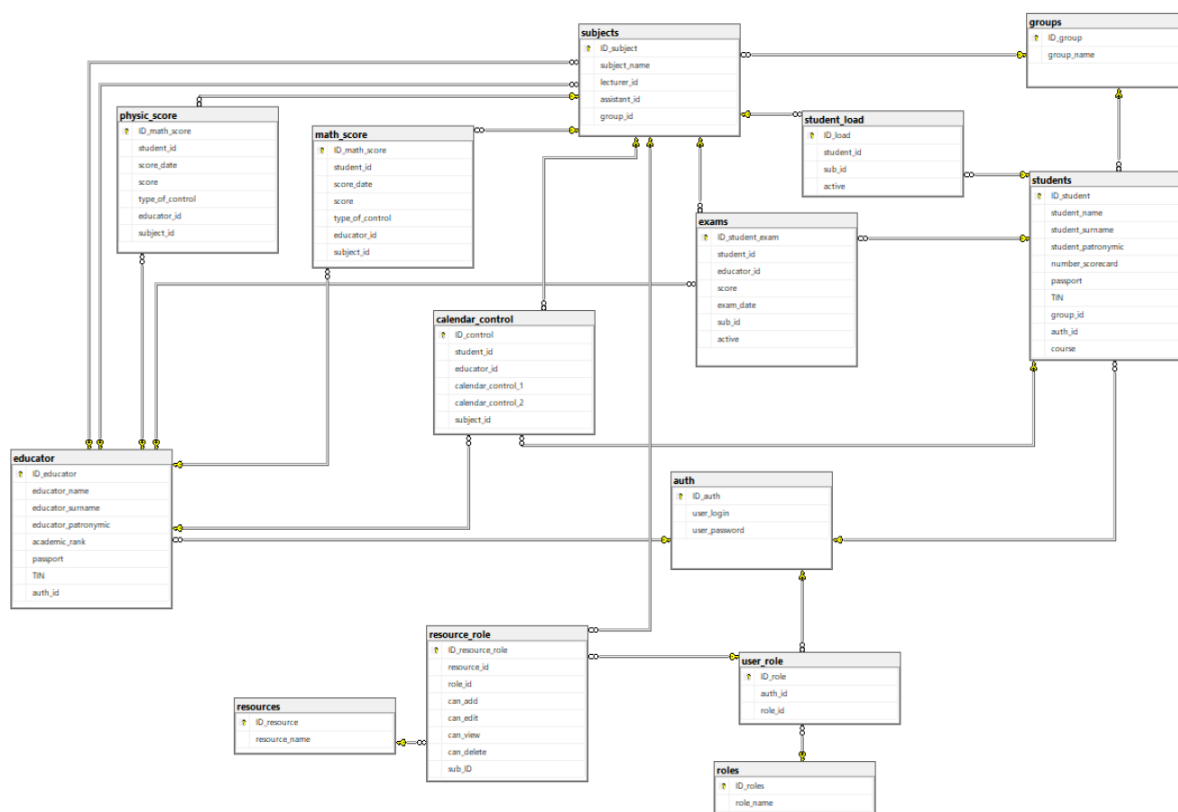 subjects
ID_subject
subject_name
lecturer_id
assistant_id
group_id
groups
ID_group
group_name
physic_score
ID_math_score
student_id
score_date
score
type_of_control
educator_id
subject_id
math_score
ID_math_score
student_id
score_date
score
type_of_control
educator_id
subject_id
student_load
ID_load
student_id
sub_id
active
students
ID_student
student_name
student_surname
student_patronymic
number_scorecard
passport
TIN
group_id
auth_id
course
exams
ID_student_exam
student_id
educator_id
score
exam_date
sub_id
active
calendar_control
ID_control
student_id
educator_id
calendar_control_1
calendar_control_2
subject_id
educator
ID_educator
educator_name
educator_surname
educator_patronymic
academic_rank
passport
TIN
auth_id
auth
ID_auth
user_login
user_password
resource_role
ID_resource_role
resource_id
role_id
can_add
can_edit
can_view
can_delete
sub_ID
user_role
ID_role
auth_id
role_id
resources
ID_resource
resource_name
roles
ID_roles
role_name